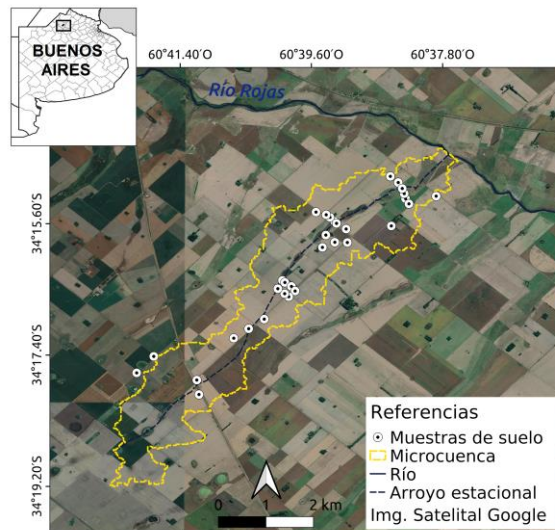 BUENOS
AIRES
60°41.40´O
60°39.60´O
60°37.80´O
Río Rojas
34°15.60´S
34°17.40´S
34°19.20´S
Referencias
Muestras de suelo
Microcuenca
Río
Arroyo estacional
Img. Satelital Google
0
1
2 km